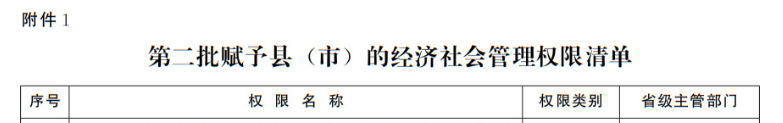 附件 1
第二批赋予县（市）的经济社会管理权限清单
序号 权 限 名 称 权限类别 省级主管部门